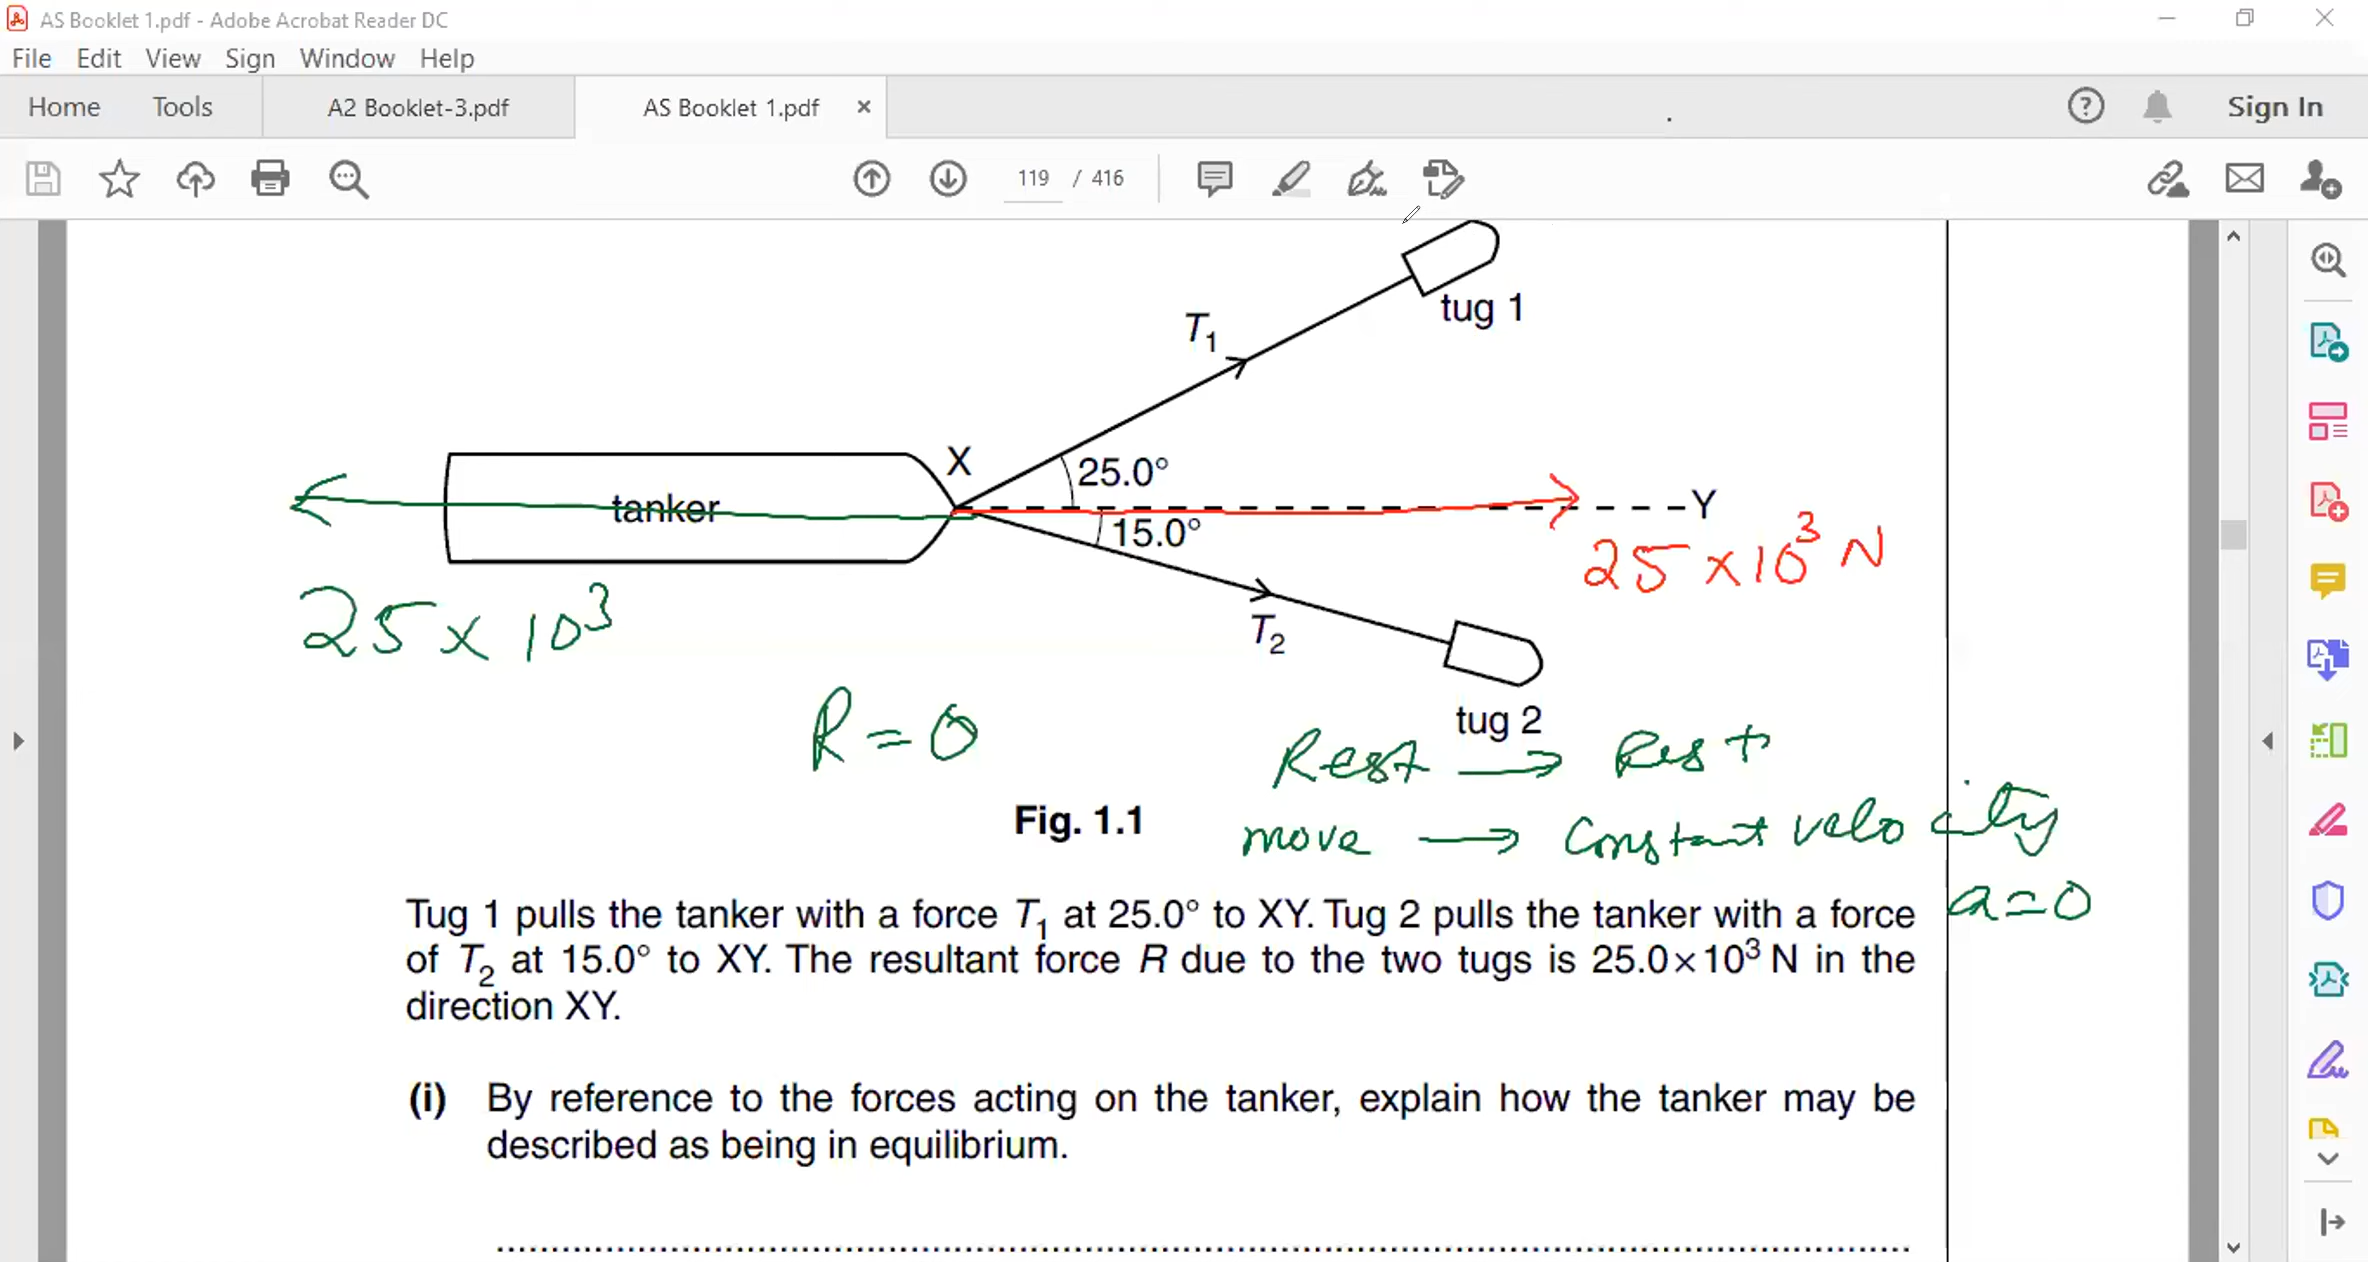 AS Booklet 1.pdf - Adobe Acrobat Reader DC
File Edit View Sign Window Help
Home Tools A2 Booklet-3.pdf AS Booklet 1.pdf × Sign In
119 / 416
tug 1
T1
X
25.0°
tanker
Y
15.0°
25 × 10³ N
25 × 10³
T2
tug 2
R = 0
Rest → Rest
Fig. 1.1
move → Constant velocity
a = 0
Tug 1 pulls the tanker with a force T1 at 25.0° to XY. Tug 2 pulls the tanker with a force
of T2 at 15.0° to XY. The resultant force R due to the two tugs is 25.0×10³ N in the
direction XY.
(i) By reference to the forces acting on the tanker, explain how the tanker may be
described as being in equilibrium.